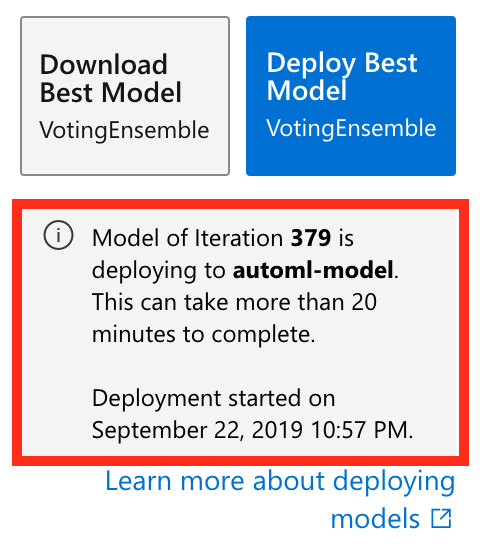 Download
Best Model
VotingEnsemble
Deploy Best
Model
VotingEnsemble
Model of Iteration 379 is
deploying to automl-model.
This can take more than 20
minutes to complete.
Deployment started on
September 22, 2019 10:57 PM.
Learn more about deploying
models